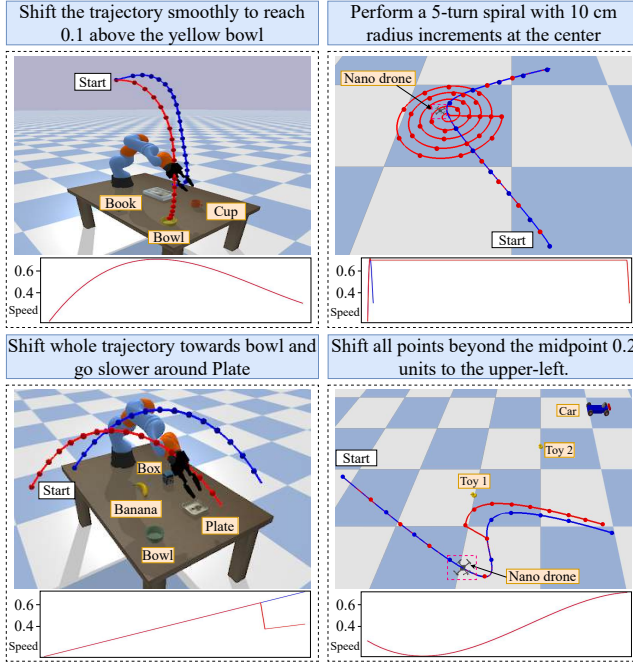 Shift the trajectory smoothly to reach
0.1 above the yellow bowl
Start
Book
Cup
Bowl
0.6
0.4
Speed
Perform a 5-turn spiral with 10 cm
radius increments at the center
Nano drone
Start
0.6
0.4
Speed
Shift whole trajectory towards bowl and
go slower around Plate
Start
Box
Banana
Plate
Bowl
0.6
0.4
Speed
Shift all points beyond the midpoint 0.2
units to the upper-left.
Car
Start
Toy 2
Toy 1
Nano drone
0.6
0.4
Speed